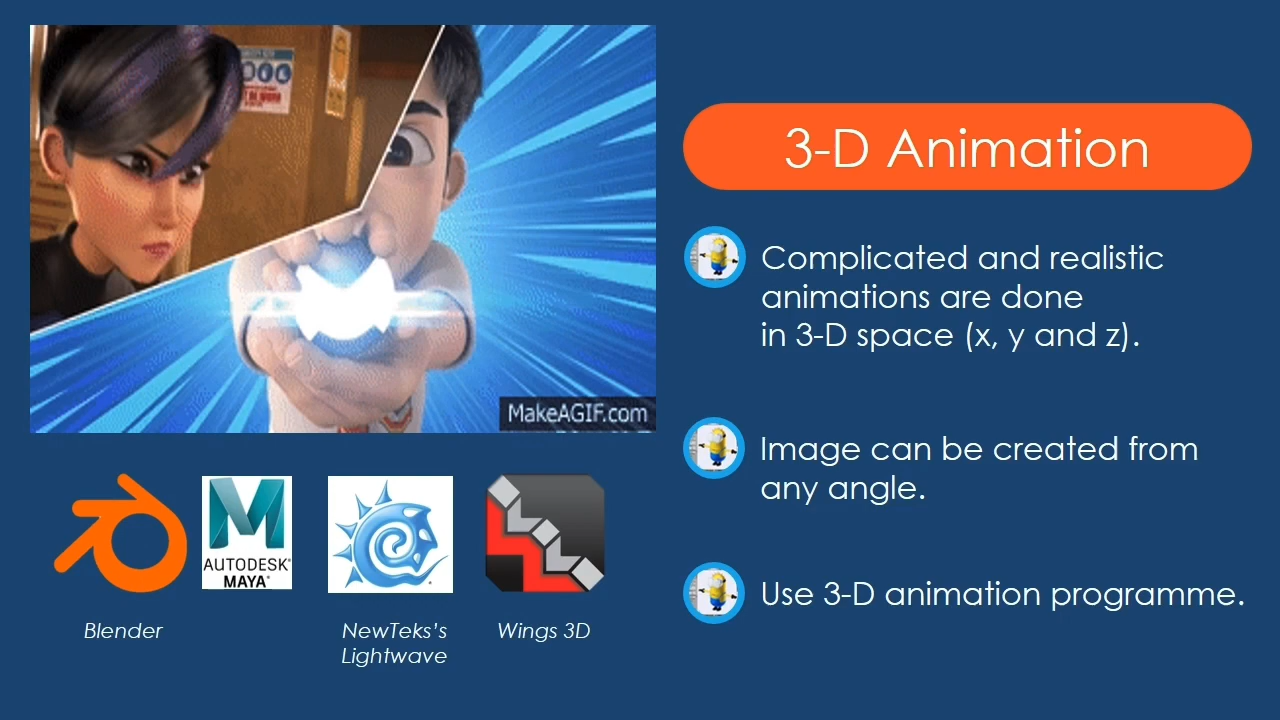 3-D Animation
Complicated and realistic
animations are done
in 3-D space (x, y and z).
Image can be created from
any angle.
Use 3-D animation programme.
MakeAGIF.com
AUTODESK®
MAYA®
Blender
NewTeks's
Lightwave
Wings 3D